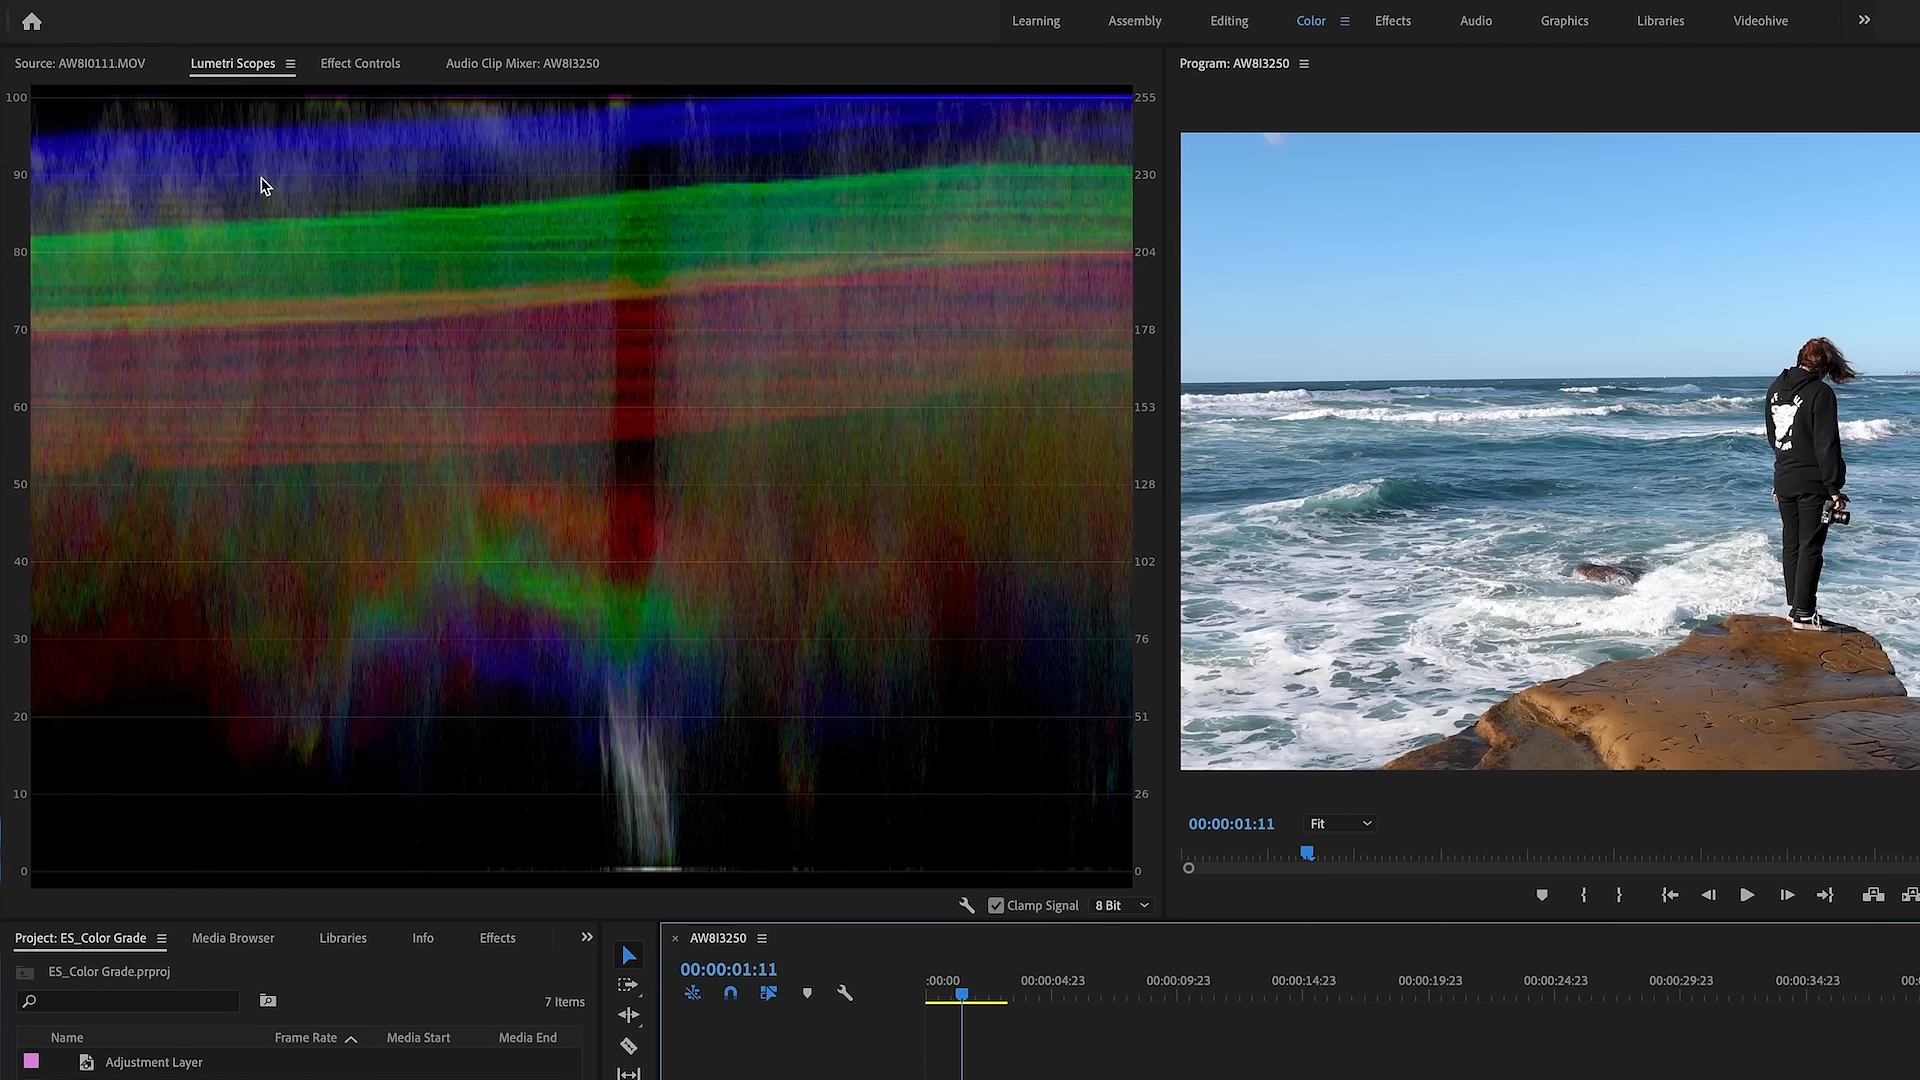 Learning Assembly Editing Color Effects Audio Graphics Libraries Videohive
Source: AW8I0111.MOV Lumetri Scopes Effect Controls Audio Clip Mixer: AW8I3250
Program: AW8I3250
100 255
90 230
80 204
70 178
60 153
50 128
40 102
30 76
20 51
10 26
0 0
00:00:01:11 Fit
Clamp Signal 8 Bit
Project: ES_Color Grade Media Browser Libraries Info Effects
AW8I3250
ES_Color Grade.prproj
00:00:01:11
:00:00 00:00:04:23 00:00:09:23 00:00:14:23 00:00:19:23 00:00:24:23 00:00:29:23 00:00:34:23 00:
7 Items
Name Frame Rate Media Start Media End
Adjustment Layer